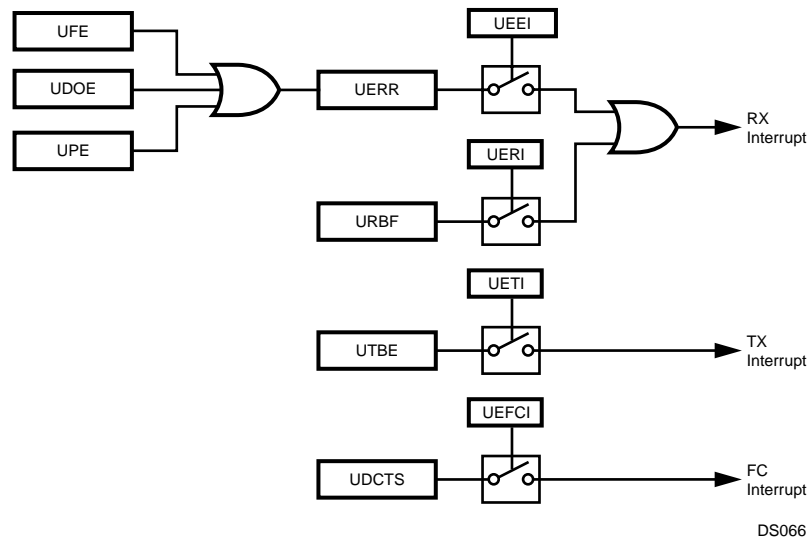 UEEI
UFE
UDOE
UERR
UPE
RX
Interrupt
UERI
URBF
UETI
UTBE
TX
Interrupt
UEFCI
UDCTS
FC
Interrupt
DS066